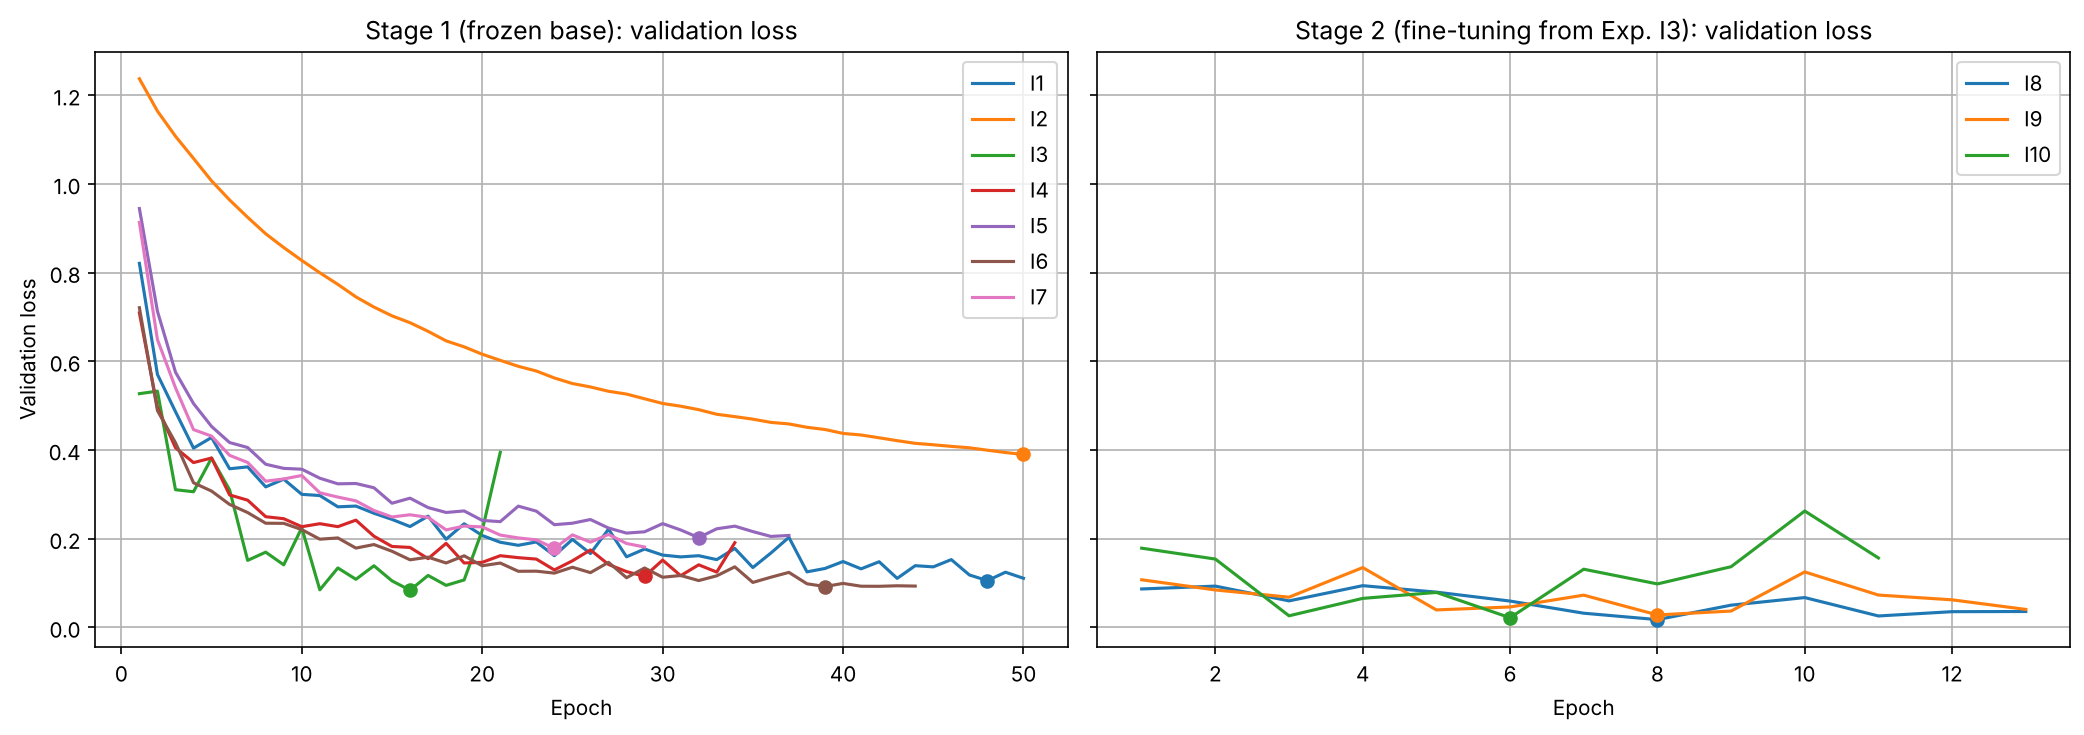 Stage 1 (frozen base): validation loss
Validation loss
1.2
1.0
0.8
0.6
0.4
0.2
0.0
0 10 20 30 40 50
Epoch
I1
I2
I3
I4
I5
I6
I7
Stage 2 (fine-tuning from Exp. I3): validation loss
I8
I9
I10
2 4 6 8 10 12
Epoch